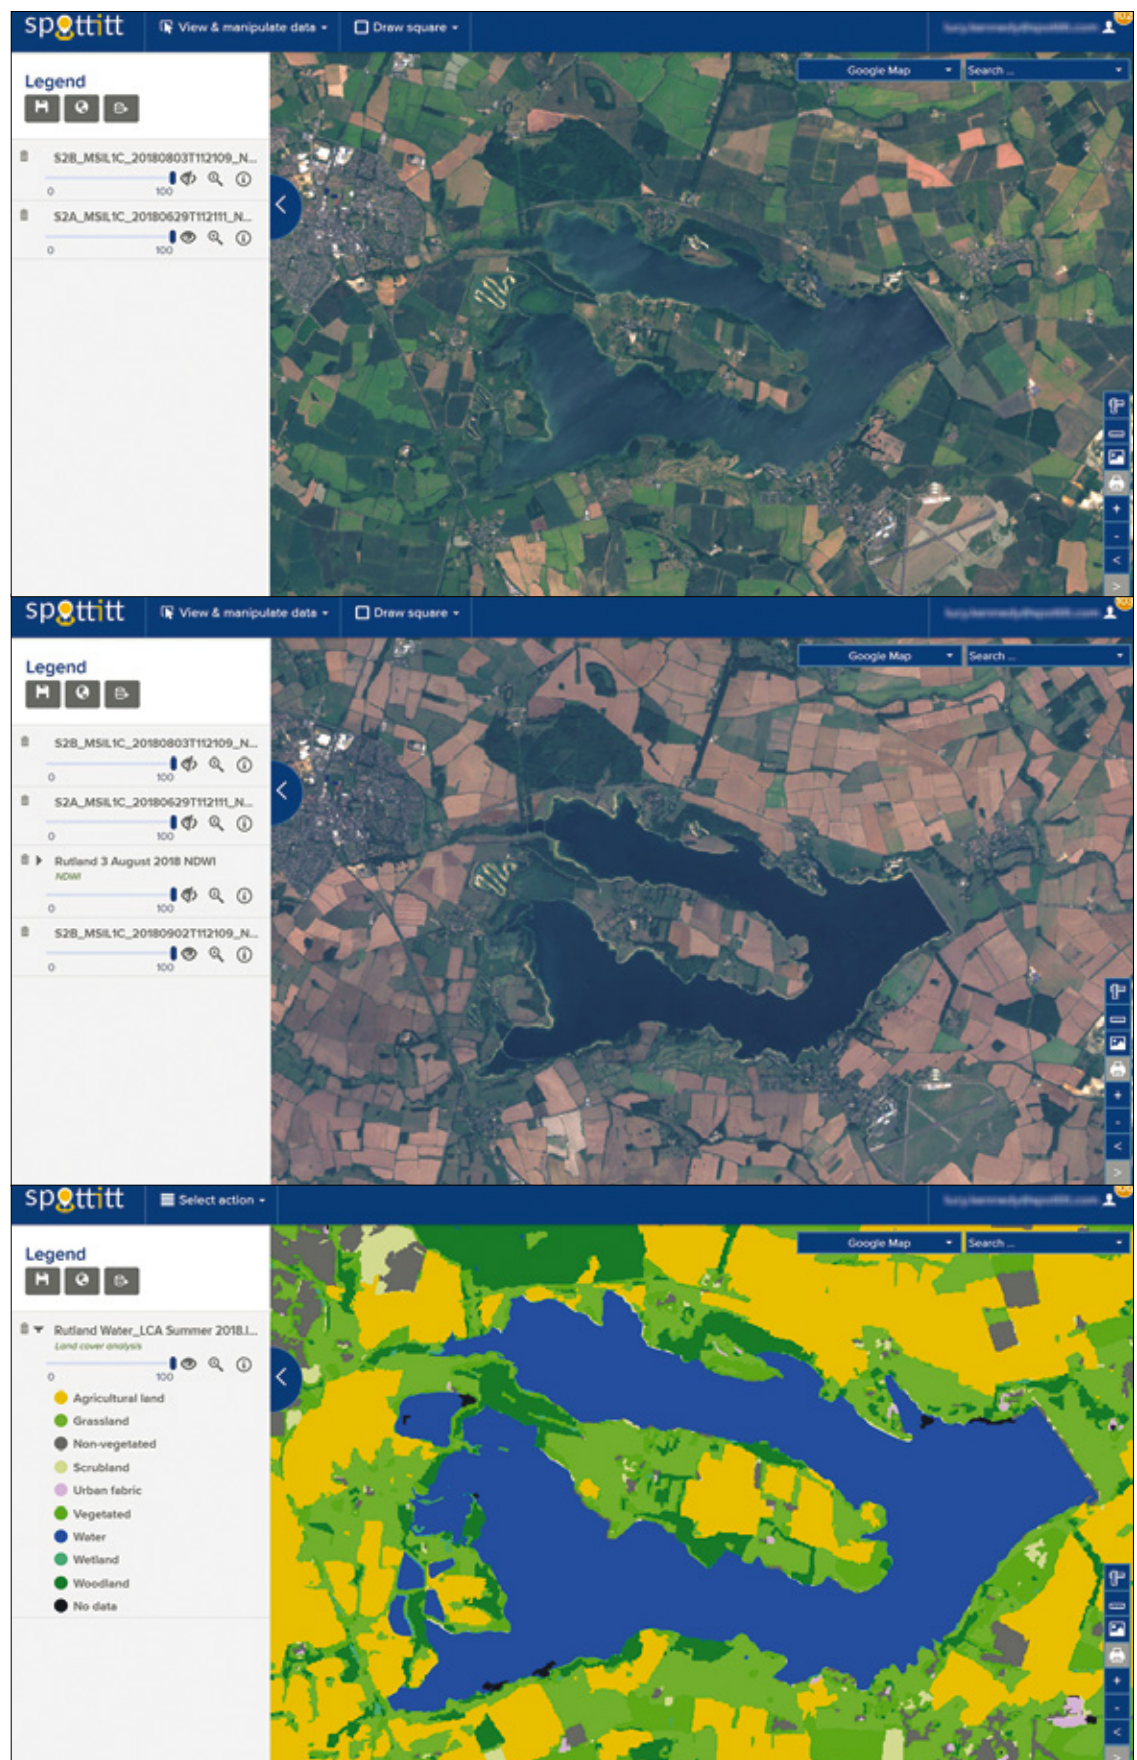 spottitt
View & manipulate data
Draw square
Legend
Google Map
Search ...
S2B_MSIL1C_20180803T112109_N...
0
100
S2A_MSIL1C_20180629T112111_N...
0
100
+
-
<
>
spottitt
View & manipulate data
Draw square
Legend
Google Map
Search ...
S2B_MSIL1C_20180803T112109_N...
0
100
S2A_MSIL1C_20180629T112111_N...
0
100
Rutland 3 August 2018 NDWI
NDWI
0
100
S2B_MSIL1C_20180902T112109_N...
0
100
+
-
<
>
spottitt
Select action
Legend
Google Map
Search ...
Rutland Water_LCA Summer 2018.l...
Land cover analysis
0
100
Agricultural land
Grassland
Non-vegetated
Scrubland
Urban fabric
Vegetated
Water
Wetland
Woodland
No data
+
-
<
>